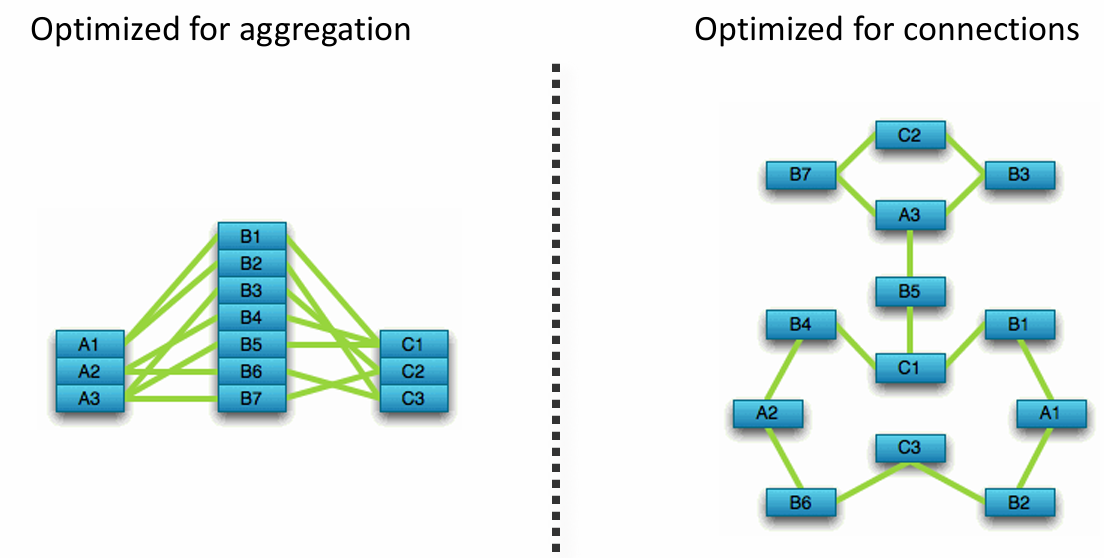 Optimized for aggregation
Optimized for connections
A1
A2
A3
B1
B2
B3
B4
B5
B6
B7
C1
C2
C3
C2
B7
B3
A3
B5
B4
B1
C1
A2
A1
C3
B6
B2